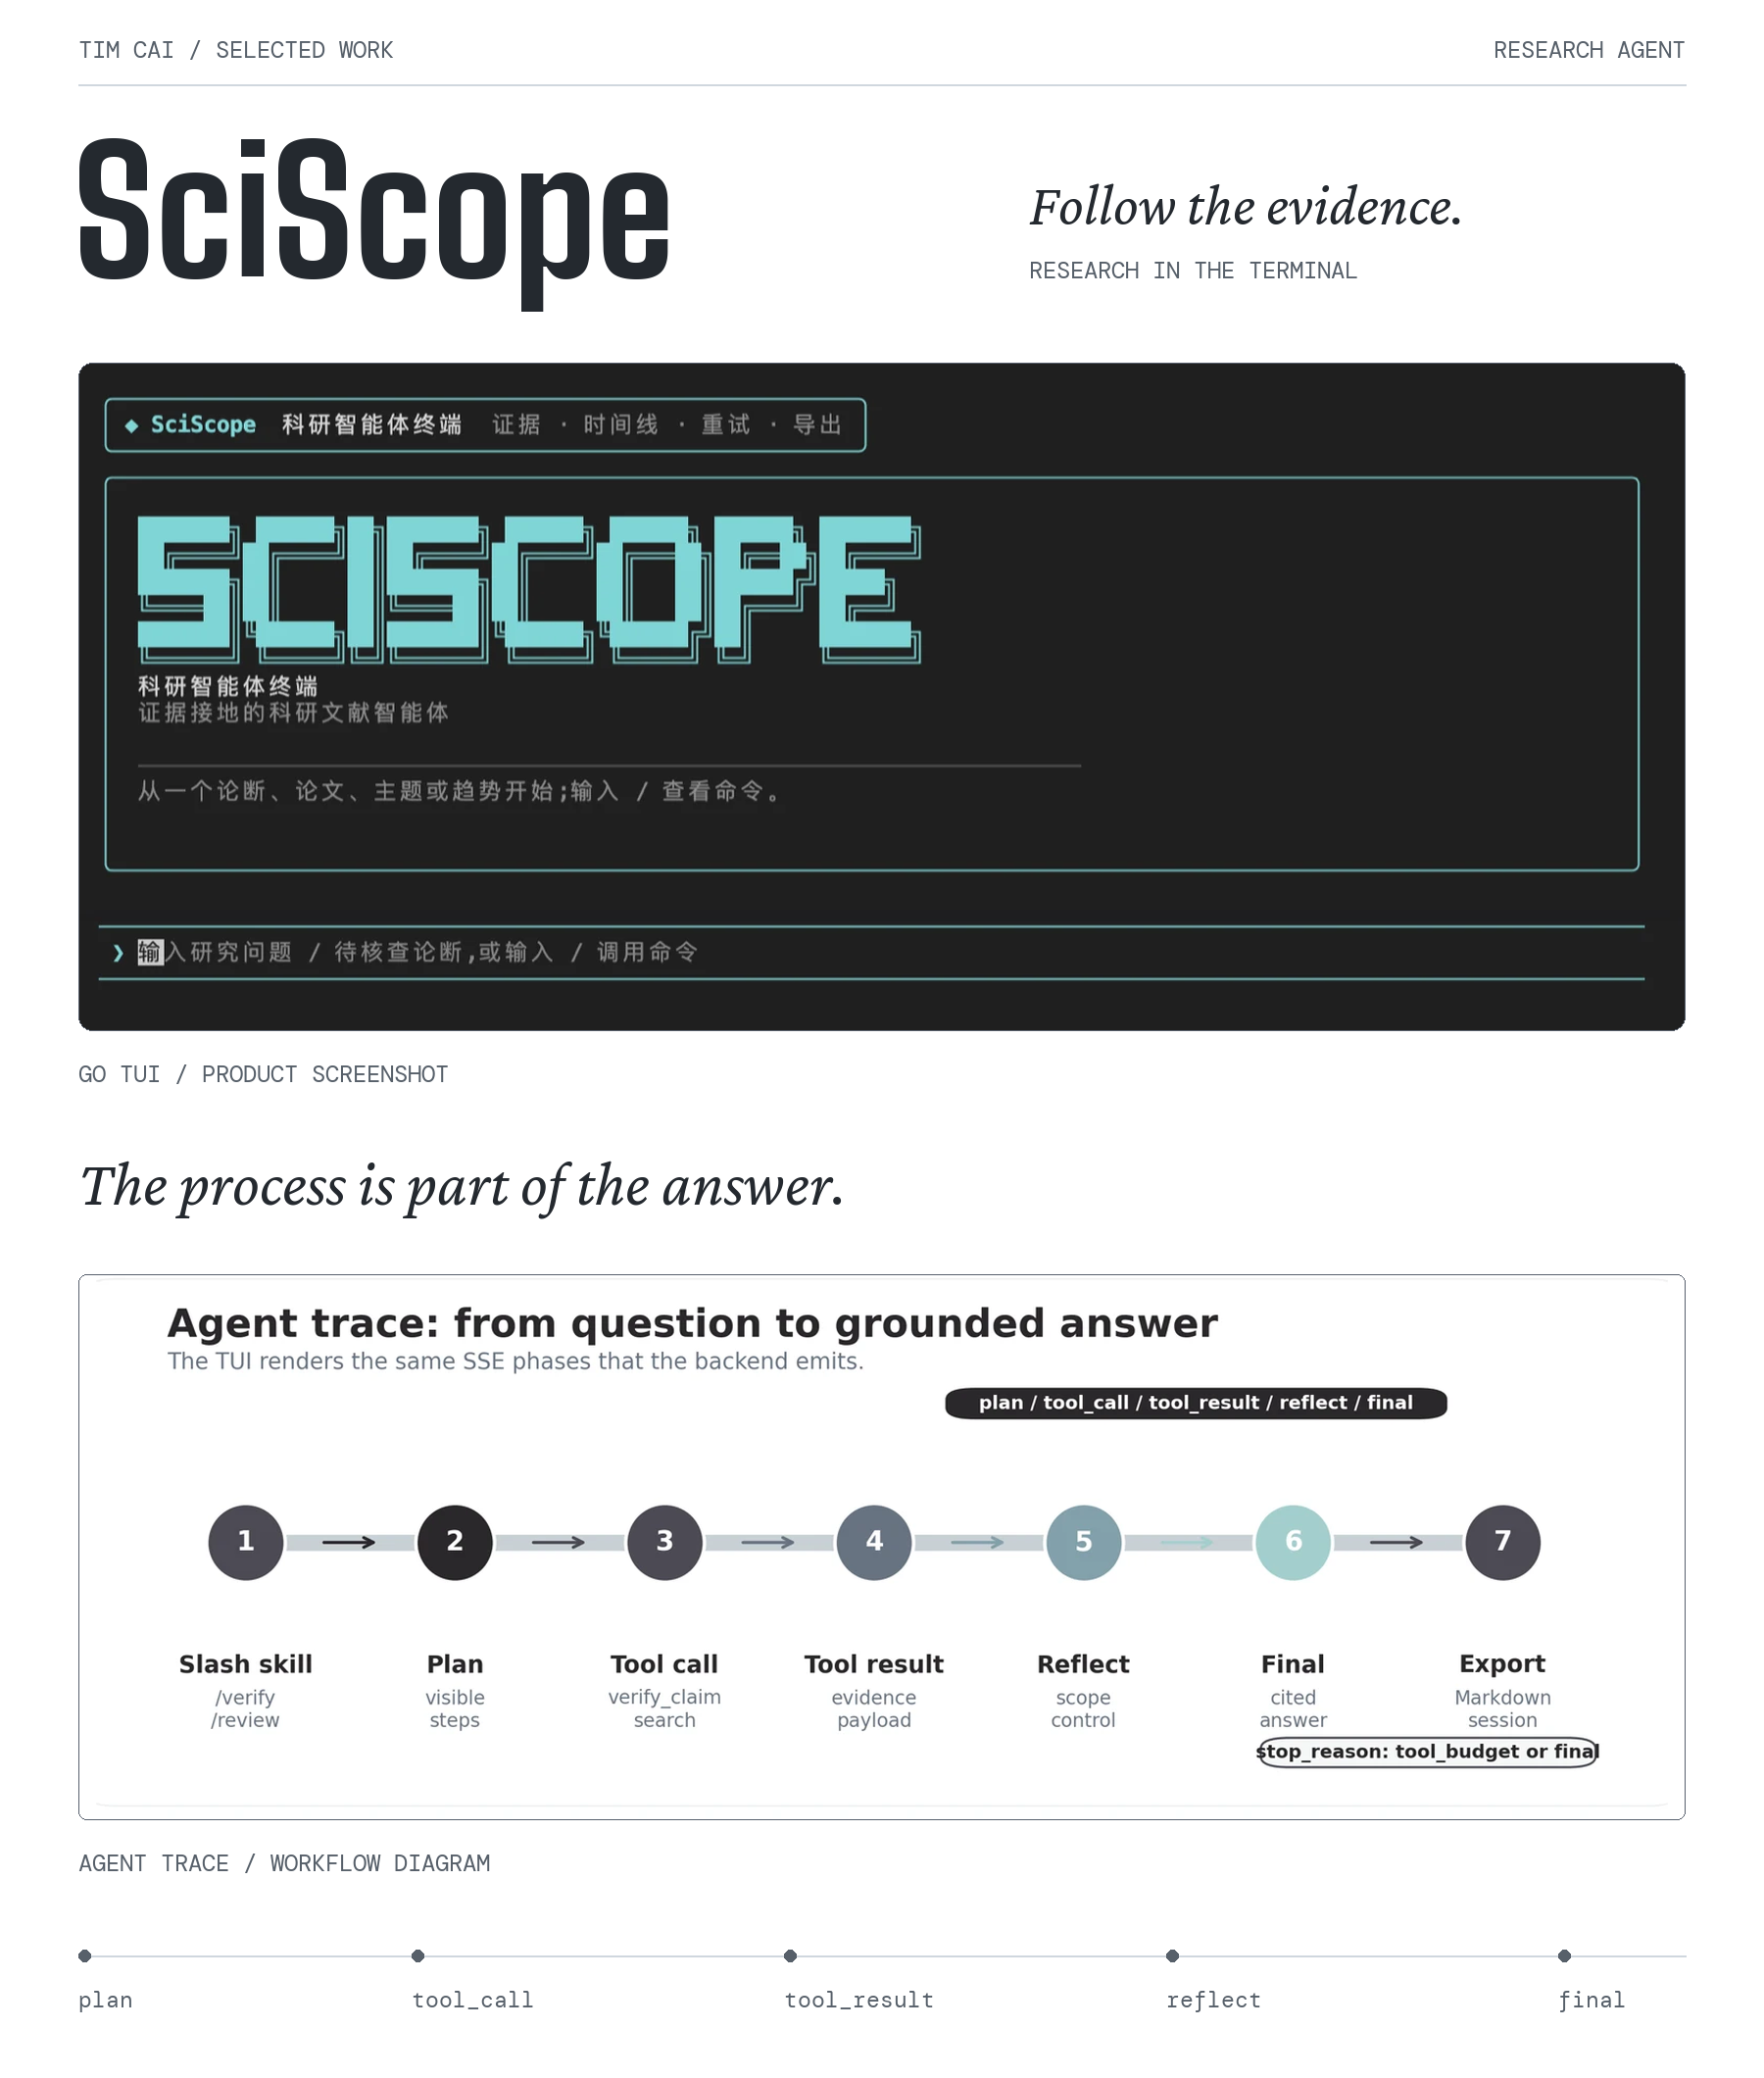 TIM CAI / SELECTED WORK
RESEARCH AGENT
SciScope
Follow the evidence.
RESEARCH IN THE TERMINAL
◆ SciScope 科研智能体终端 证据 · 时间线 · 重试 · 导出
SCISCOPE
科研智能体终端
证据接地的科研文献智能体
从一个论断、论文、主题或趋势开始;输入 / 查看命令。
❯ 输入研究问题 / 待核查论断,或输入 / 调用命令
GO TUI / PRODUCT SCREENSHOT
The process is part of the answer.
Agent trace: from question to grounded answer
The TUI renders the same SSE phases that the backend emits.
plan / tool_call / tool_result / reflect / final
1 2 3 4 5 6 7
Slash skill Plan Tool call Tool result Reflect Final Export
/verify visible verify_claim evidence scope cited Markdown
/review steps search payload control answer session
stop_reason: tool_budget or final
AGENT TRACE / WORKFLOW DIAGRAM
plan tool_call tool_result reflect final